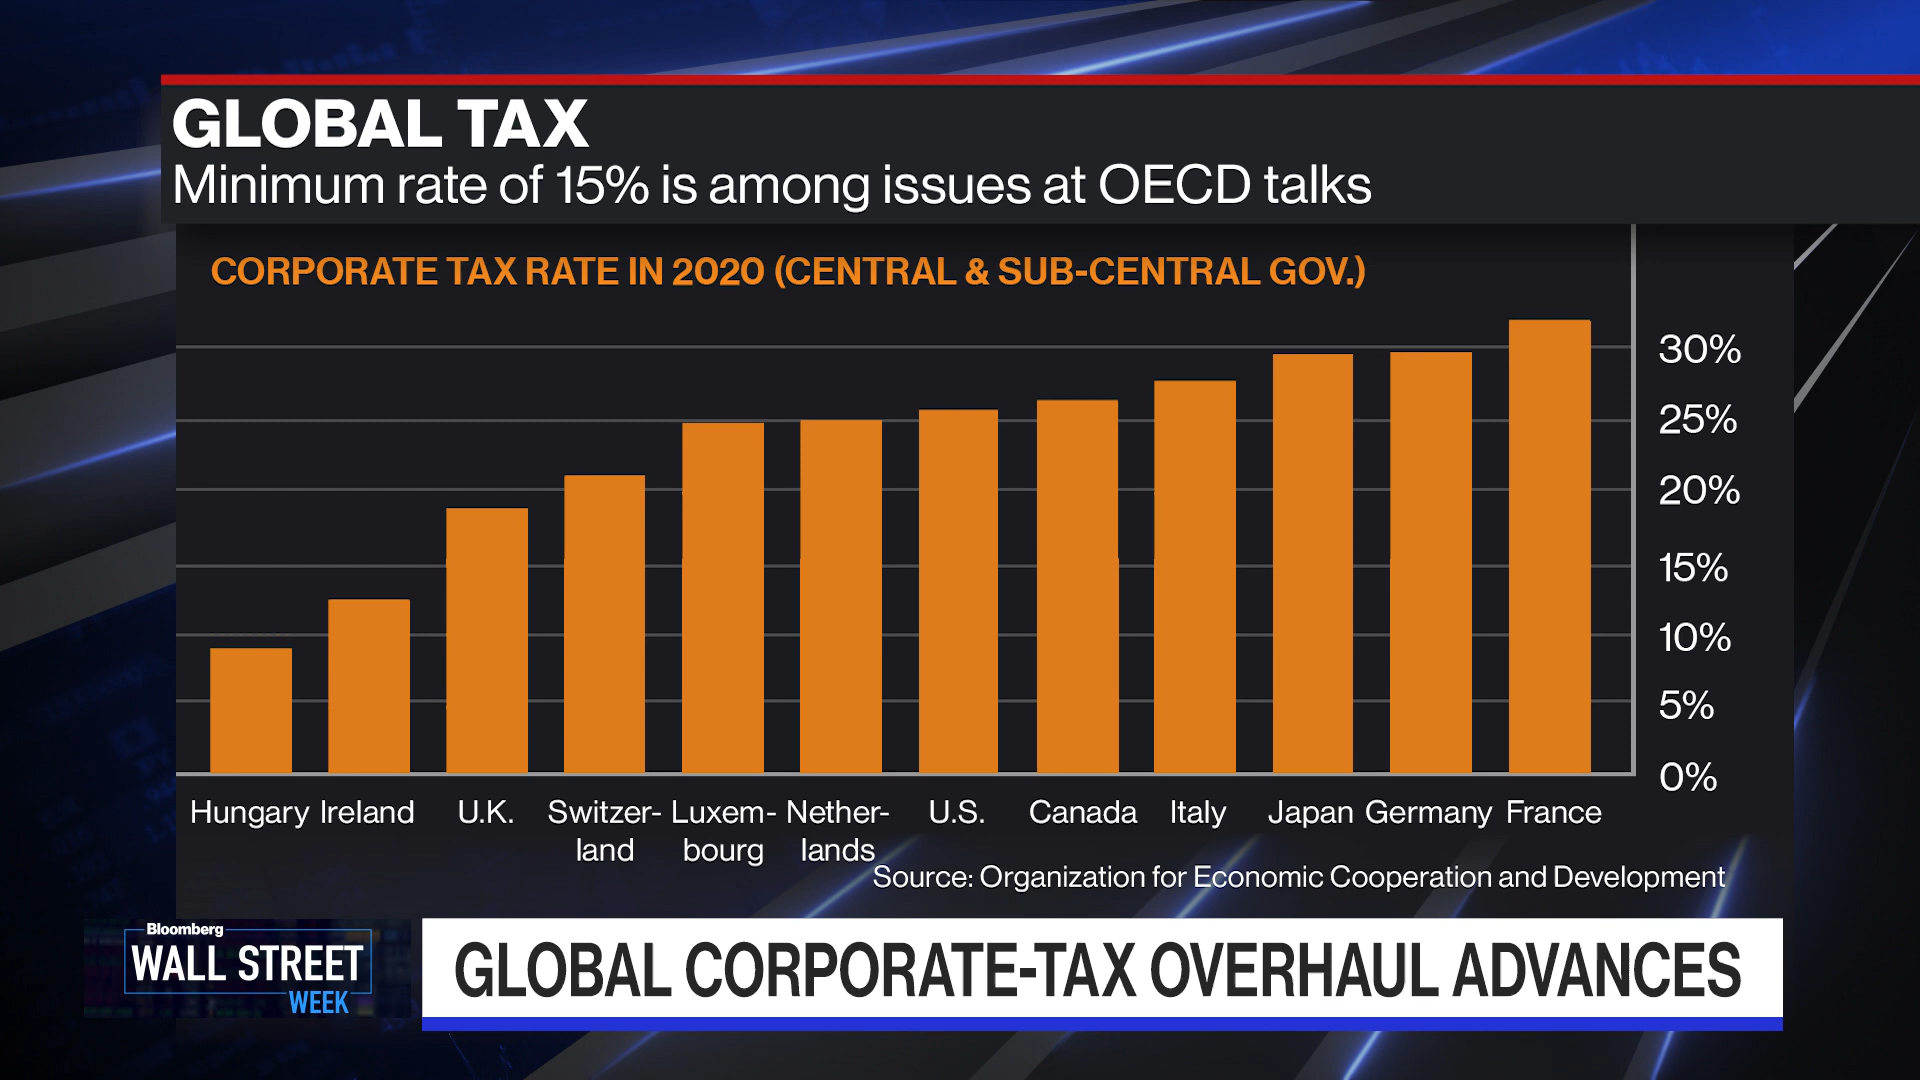 GLOBAL TAX
Minimum rate of 15% is among issues at OECD talks
CORPORATE TAX RATE IN 2020 (CENTRAL & SUB-CENTRAL GOV.)
30%
25%
20%
15%
10%
5%
0%
Hungary Ireland U.K. Switzer- Luxem- Nether- U.S. Canada Italy Japan Germany France
land bourg lands
Source: Organization for Economic Cooperation and Development
Bloomberg
WALL STREET
WEEK
GLOBAL CORPORATE-TAX OVERHAUL ADVANCES